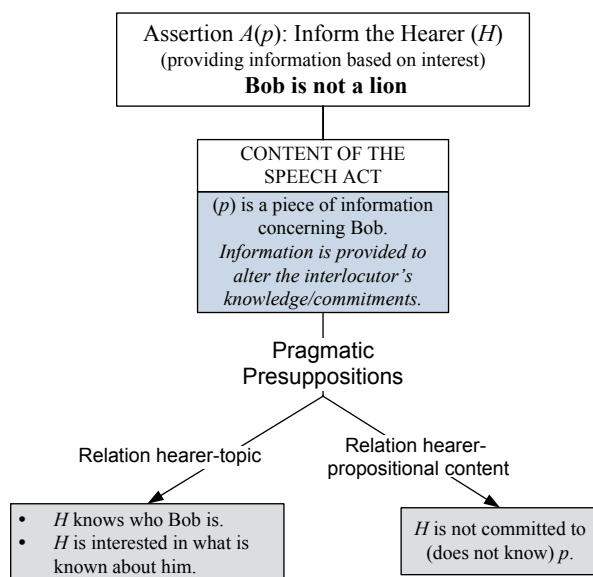 Assertion A(p): Inform the Hearer (H)
(providing information based on interest)
Bob is not a lion
CONTENT OF THE
SPEECH ACT
(p) is a piece of information
concerning Bob.
Information is provided to
alter the interlocutor’s
knowledge/commitments.
Pragmatic
Presuppositions
Relation hearer-topic
Relation hearer-
propositional content
• H knows who Bob is.
• H is interested in what is
known about him.
H is not committed to
(does not know) p.